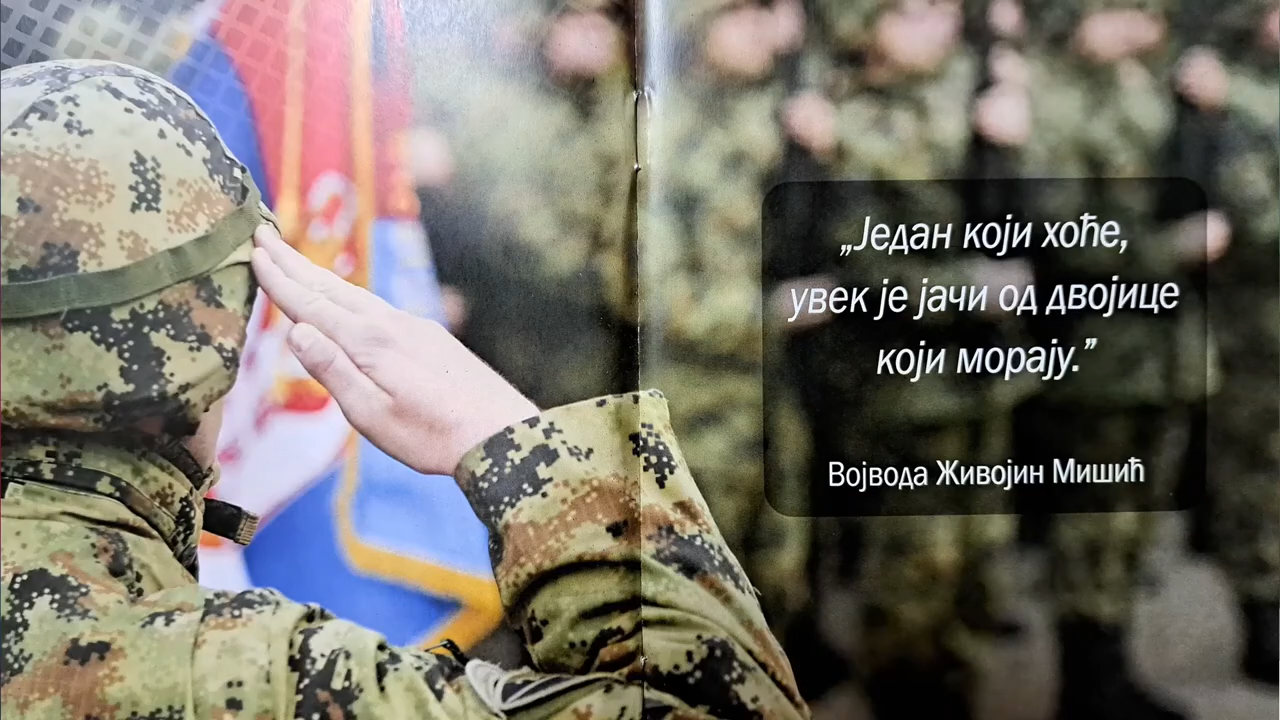 „Један који хоће,
увек је јачи од двојице
који морају.”
Војвода Живојин Мишић